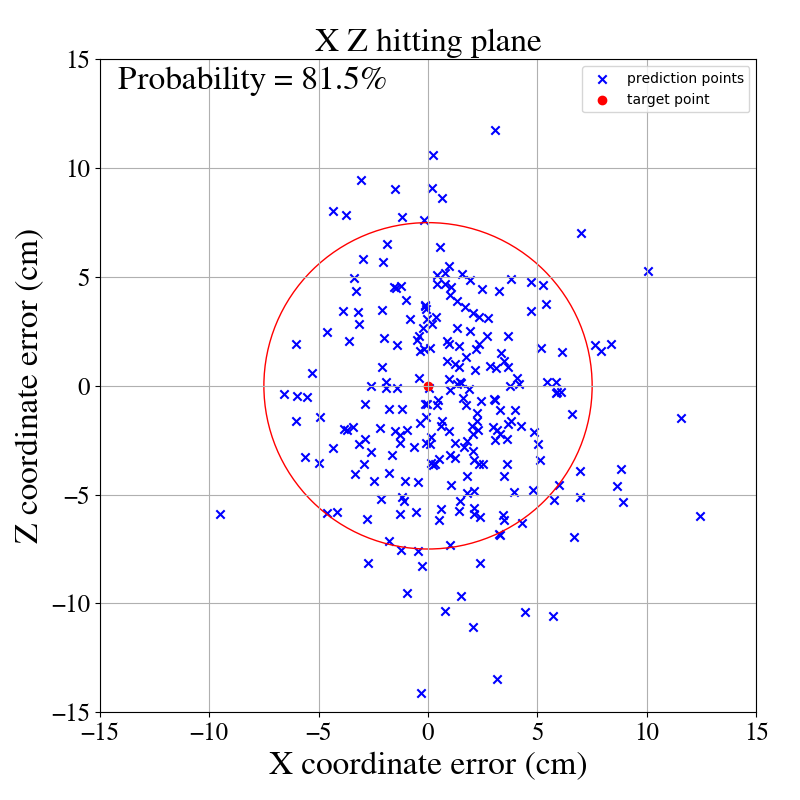 X Z hitting plane
Probability = 81.5%
prediction points
target point
Z coordinate error (cm)
15
10
5
0
−5
−10
−15
−15 −10 −5 0 5 10 15
X coordinate error (cm)